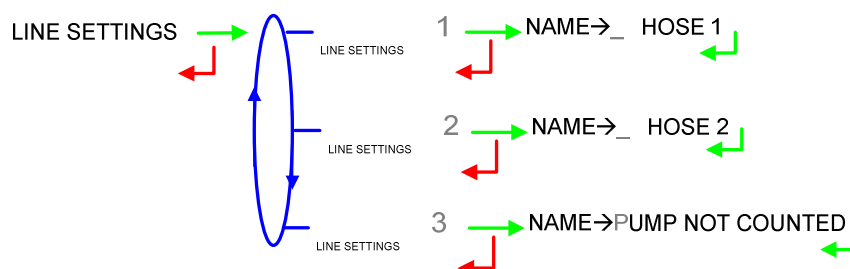 LINE SETTINGS
LINE SETTINGS 1 NAME→_ HOSE 1
LINE SETTINGS 2 NAME→_ HOSE 2
LINE SETTINGS 3 NAME→PUMP NOT COUNTED